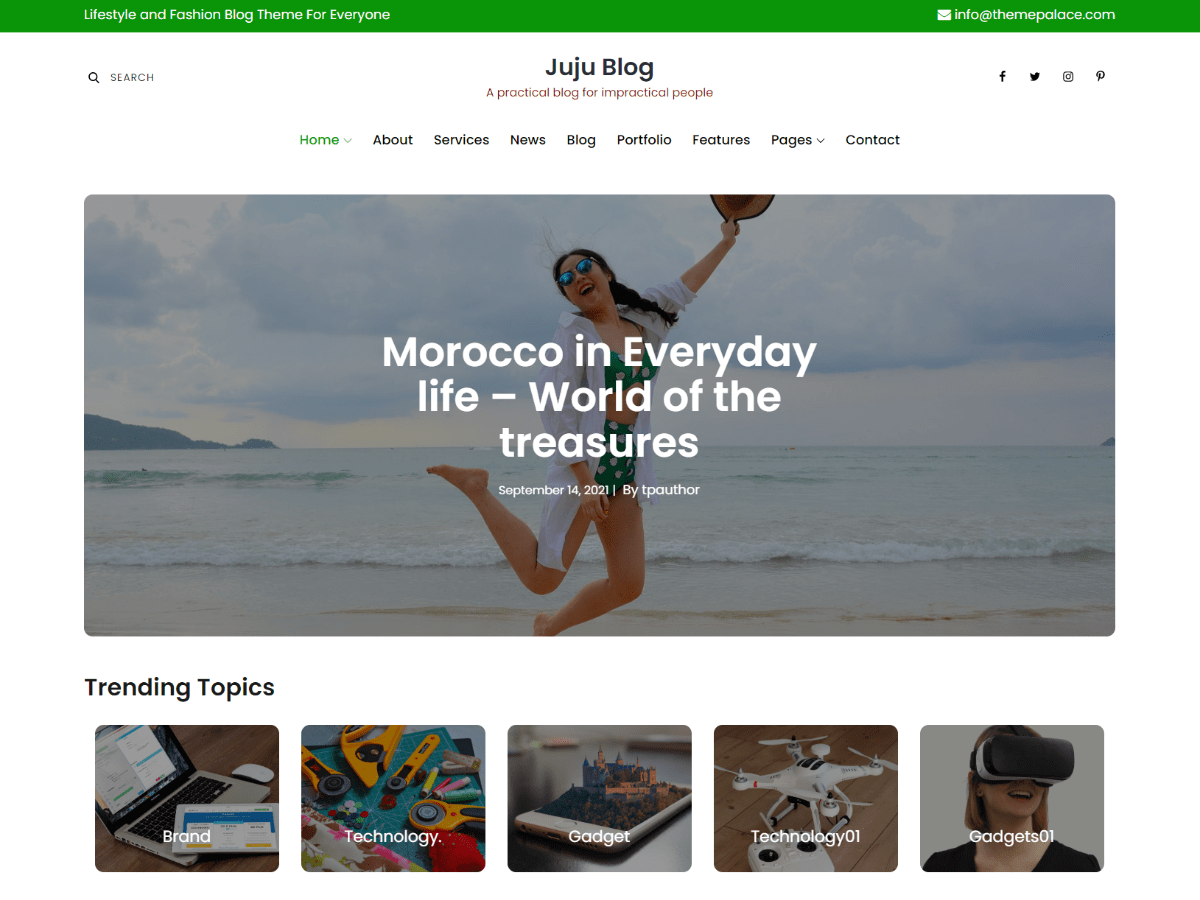 Lifestyle and Fashion Blog Theme For Everyone
info@themepalace.com
SEARCH
Juju Blog
A practical blog for impractical people
Home About Services News Blog Portfolio Features Pages Contact
Morocco in Everyday
life – World of the
treasures
September 14, 2021 | By tpauthor
Trending Topics
Brand
Technology.
Gadget
Technology01
Gadgets01